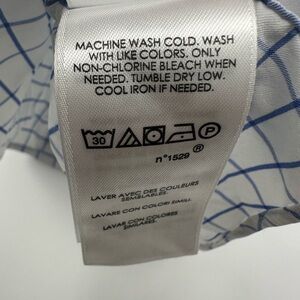 MACHINE WASH COLD. WASH
WITH LIKE COLORS. ONLY
NON-CHLORINE BLEACH WHEN
NEEDED. TUMBLE DRY LOW.
COOL IRON IF NEEDED.
30 P
n°1529 ®
LAVER AVEC DES COULEURS
SEMBLABLES.
LAVARE CON COLORI SIMILI.
LAVAR CON COLORES
SIMILARES.